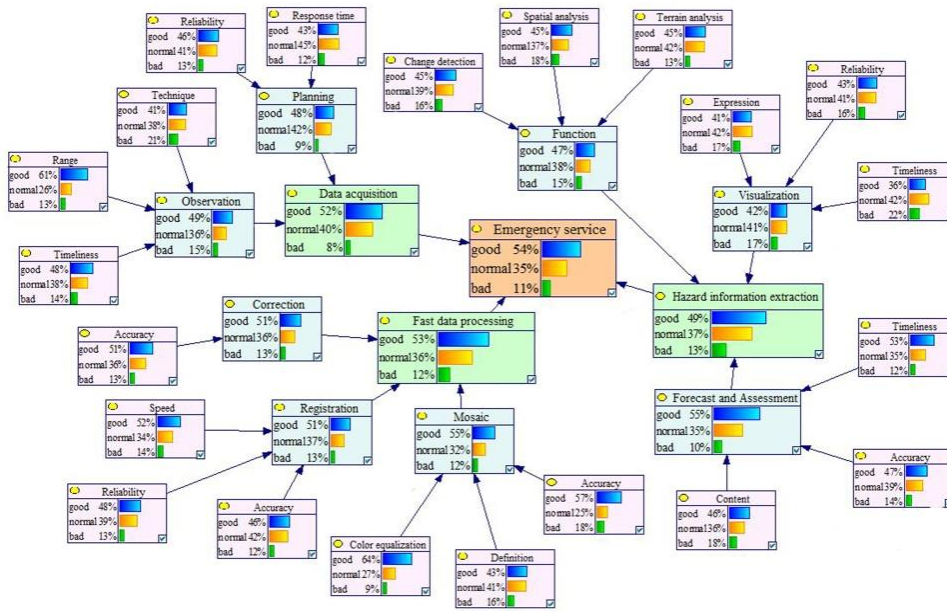 Reliability
good 46%
normal 41%
bad 13%
Response time
good 43%
normal 45%
bad 12%
Spatial analysis
good 45%
normal 37%
bad 18%
Terrain analysis
good 45%
normal 42%
bad 13%
Change detection
good 45%
normal 39%
bad 16%
Technique
good 41%
normal 38%
bad 21%
Planning
good 48%
normal 42%
bad 9%
Function
good 47%
normal 38%
bad 15%
Expression
good 41%
normal 42%
bad 17%
Reliability
good 43%
normal 41%
bad 16%
Range
good 61%
normal 26%
bad 13%
Observation
good 49%
normal 36%
bad 15%
Data acquisition
good 52%
normal 40%
bad 8%
Visualization
good 42%
normal 41%
bad 17%
Timeliness
good 36%
normal 42%
bad 22%
Timeliness
good 48%
normal 38%
bad 14%
Emergency service
good 54%
normal 35%
bad 11%
Correction
good 51%
normal 36%
bad 13%
Fast data processing
good 53%
normal 36%
bad 12%
Hazard information extraction
good 49%
normal 37%
bad 13%
Accuracy
good 51%
normal 36%
bad 13%
Timeliness
good 53%
normal 35%
bad 12%
Speed
good 52%
normal 34%
bad 14%
Registration
good 51%
normal 37%
bad 13%
Mosaic
good 55%
normal 32%
bad 12%
Forecast and Assessment
good 55%
normal 35%
bad 10%
Reliability
good 48%
normal 39%
bad 13%
Accuracy
good 46%
normal 42%
bad 12%
Accuracy
good 57%
normal 25%
bad 18%
Content
good 46%
normal 36%
bad 18%
Accuracy
good 47%
normal 39%
bad 14%
Color equalization
good 64%
normal 27%
bad 9%
Definition
good 43%
normal 41%
bad 16%